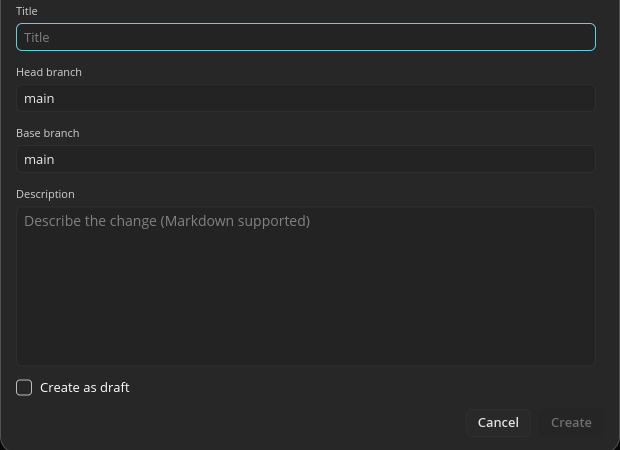 Title
Title
Head branch
main
Base branch
main
Description
Describe the change (Markdown supported)
Create as draft
Cancel
Create